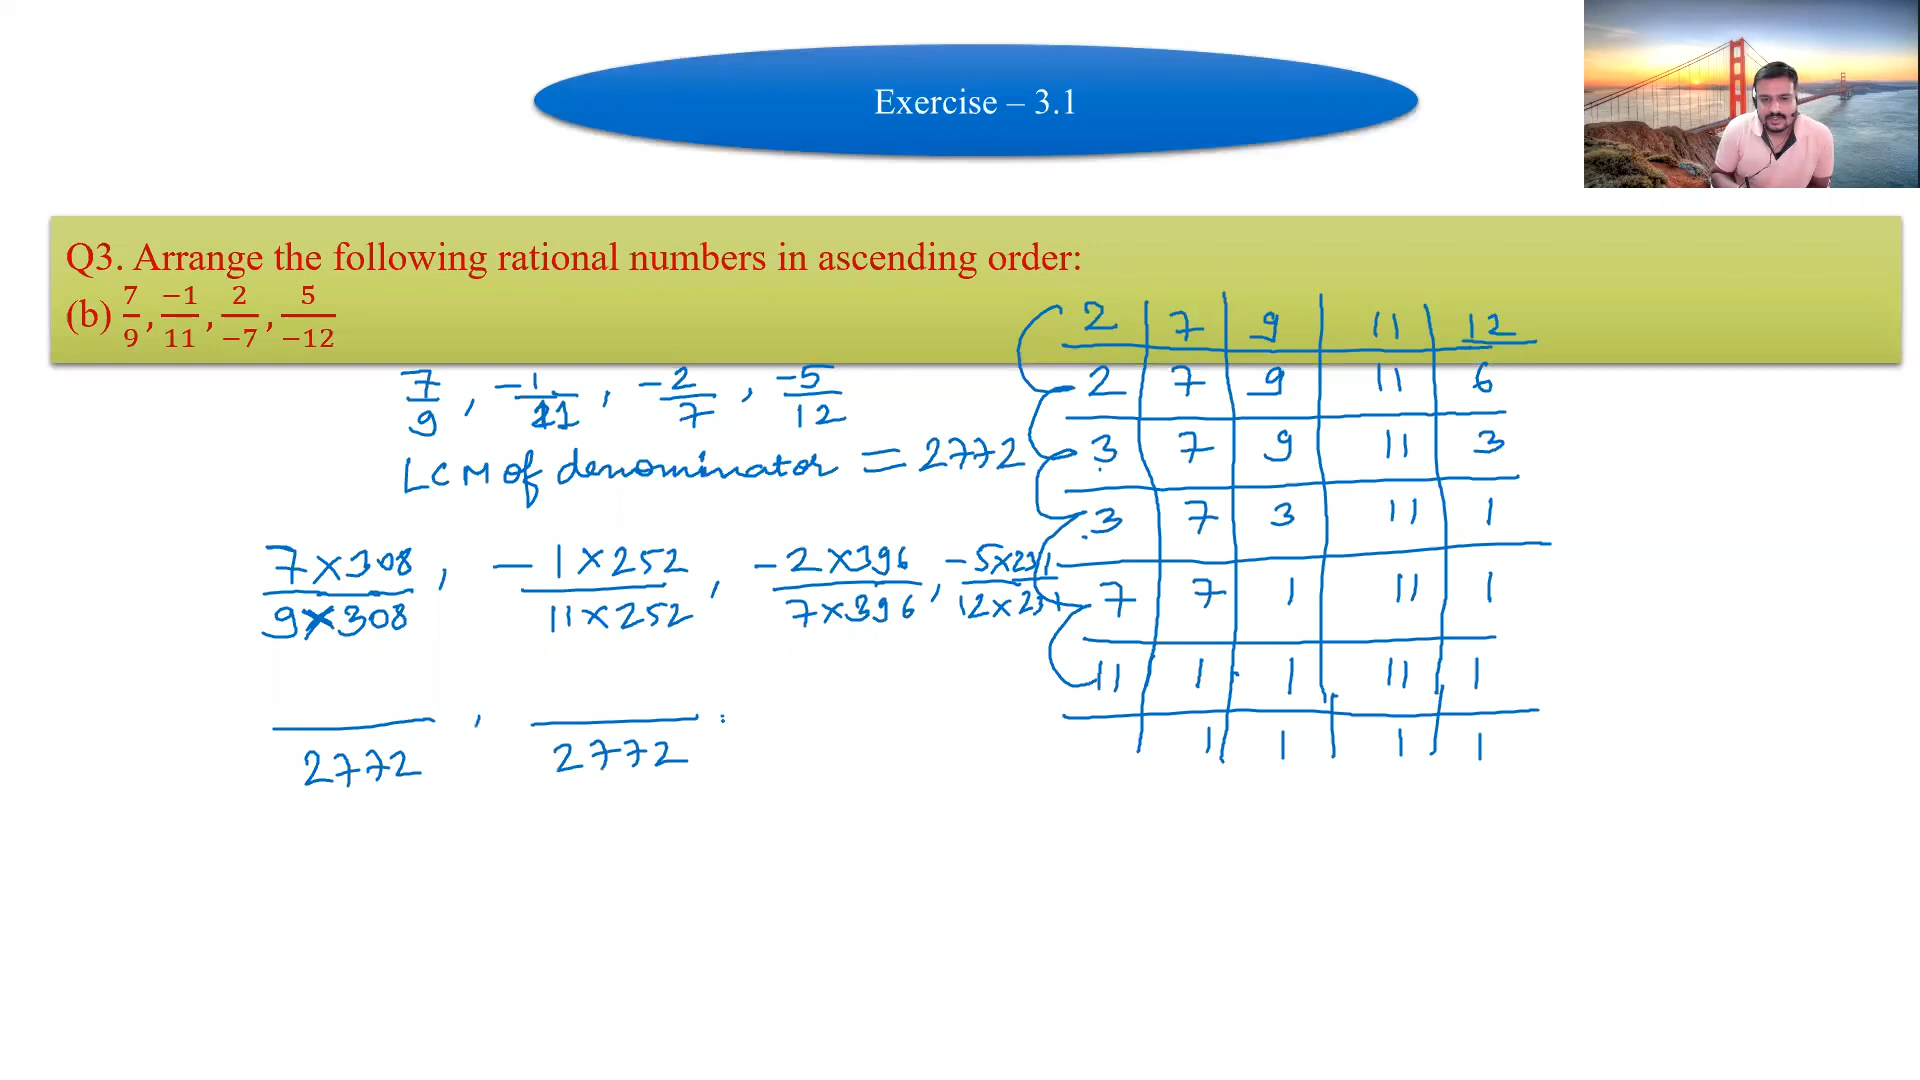 Exercise – 3.1
Q3. Arrange the following rational numbers in ascending order:
(b) 7/9, −1/11, 2/−7, 5/−12
7/9, −1/11, −2/7, −5/12
LCM of denominator = 2772
7×308/9×308, −1×252/11×252, −2×396/7×396, −5×231/12×231
/2772, /2772,
2 | 7 | 9 | 11 | 12
2 | 7 | 9 | 11 | 6
3 | 7 | 9 | 11 | 3
3 | 7 | 3 | 11 | 1
7 | 7 | 1 | 11 | 1
11 | 1 | 1 | 11 | 1
| 1 | 1 | 1 | 1